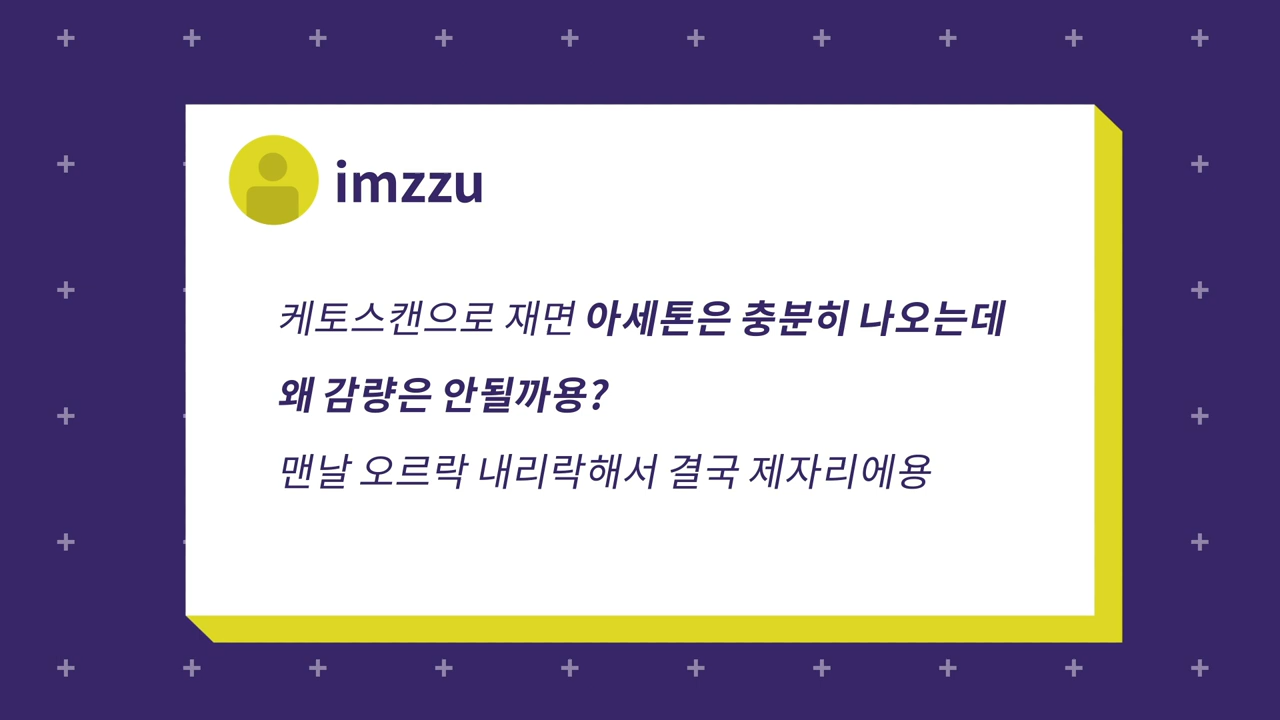 imzzu
케토스캔으로 재면 아세톤은 충분히 나오는데
왜 감량은 안될까용?
맨날 오르락 내리락해서 결국 제자리에용